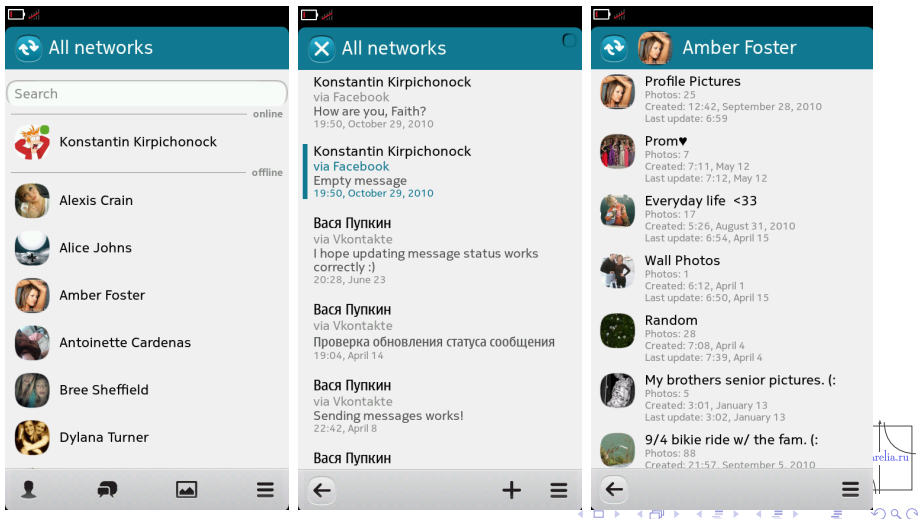 All networks
Search
online
Konstantin Kirpichonock
offline
Alexis Crain
Alice Johns
Amber Foster
Antoinette Cardenas
Bree Sheffield
Dylana Turner
All networks
Konstantin Kirpichonock
via Facebook
How are you, Faith?
19:50, October 29, 2010
Konstantin Kirpichonock
via Facebook
Empty message
19:50, October 29, 2010
Вася Пупкин
via Vkontakte
I hope updating message status works
correctly :)
20:28, June 23
Вася Пупкин
via Vkontakte
Проверка обновления статуса сообщения
19:04, April 14
Вася Пупкин
via Vkontakte
Sending messages works!
22:42, April 8
Вася Пупкин
Amber Foster
Profile Pictures
Photos: 25
Created: 12:42, September 28, 2010
Last update: 6:59
Prom♥
Photos: 7
Created: 7:11, May 12
Last update: 7:12, May 12
Everyday life <33
Photos: 17
Created: 5:26, August 31, 2010
Last update: 6:54, April 15
Wall Photos
Photos: 1
Created: 6:12, April 1
Last update: 6:50, April 15
Random
Photos: 28
Created: 7:08, April 4
Last update: 7:39, April 4
My brothers senior pictures. (:
Photos: 5
Created: 3:01, January 13
Last update: 3:02, January 13
9/4 bikie ride w/ the fam. (:
Photos: 88
Created: 21:57, September 5, 2010
arelia.ru